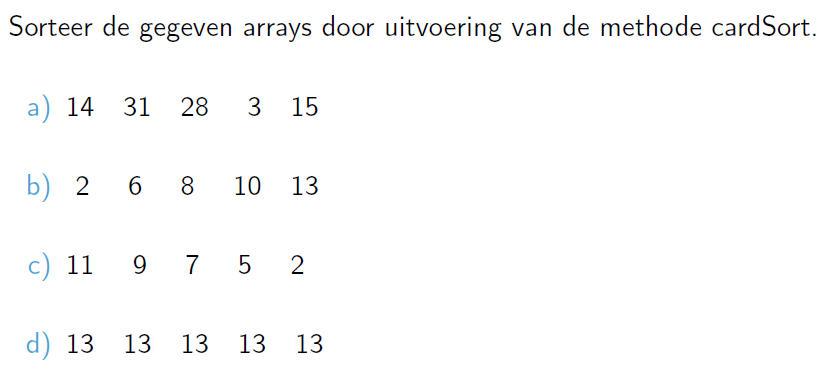 Sorteer de gegeven arrays door uitvoering van de methode cardSort.
a) 14 31 28 3 15
b) 2 6 8 10 13
c) 11 9 7 5 2
d) 13 13 13 13 13